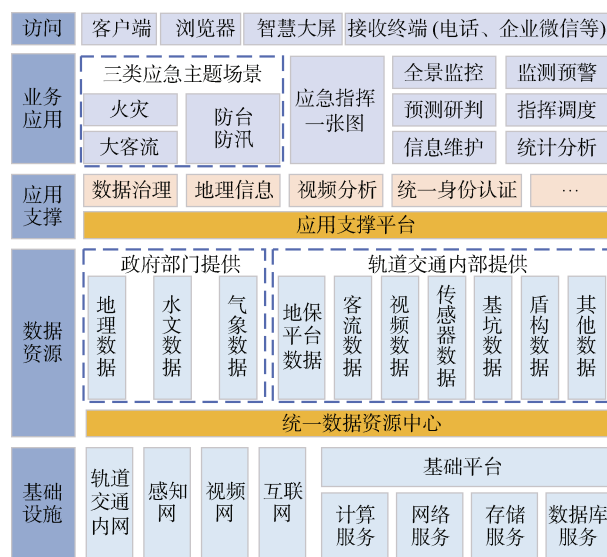 访问
客户端
浏览器
智慧大屏
接收终端(电话、企业微信等)
业务
应用
三类应急主题场景
火灾
大客流
防台
防汛
应急指挥
一张图
全景监控
监测预警
预测研判
指挥调度
信息维护
统计分析
应用
支撑
数据治理
地理信息
视频分析
统一身份认证
…
应用支撑平台
数据
资源
政府部门提供
地理数据
水文数据
气象数据
轨道交通内部提供
地保
平台
数据
客流数据
视频数据
传感器数据
基坑数据
盾构数据
其他数据
统一数据资源中心
基础
设施
轨道
交通
内网
感知
网
视频
网
互联
网
基础平台
计算
服务
网络
服务
存储
服务
数据库
服务